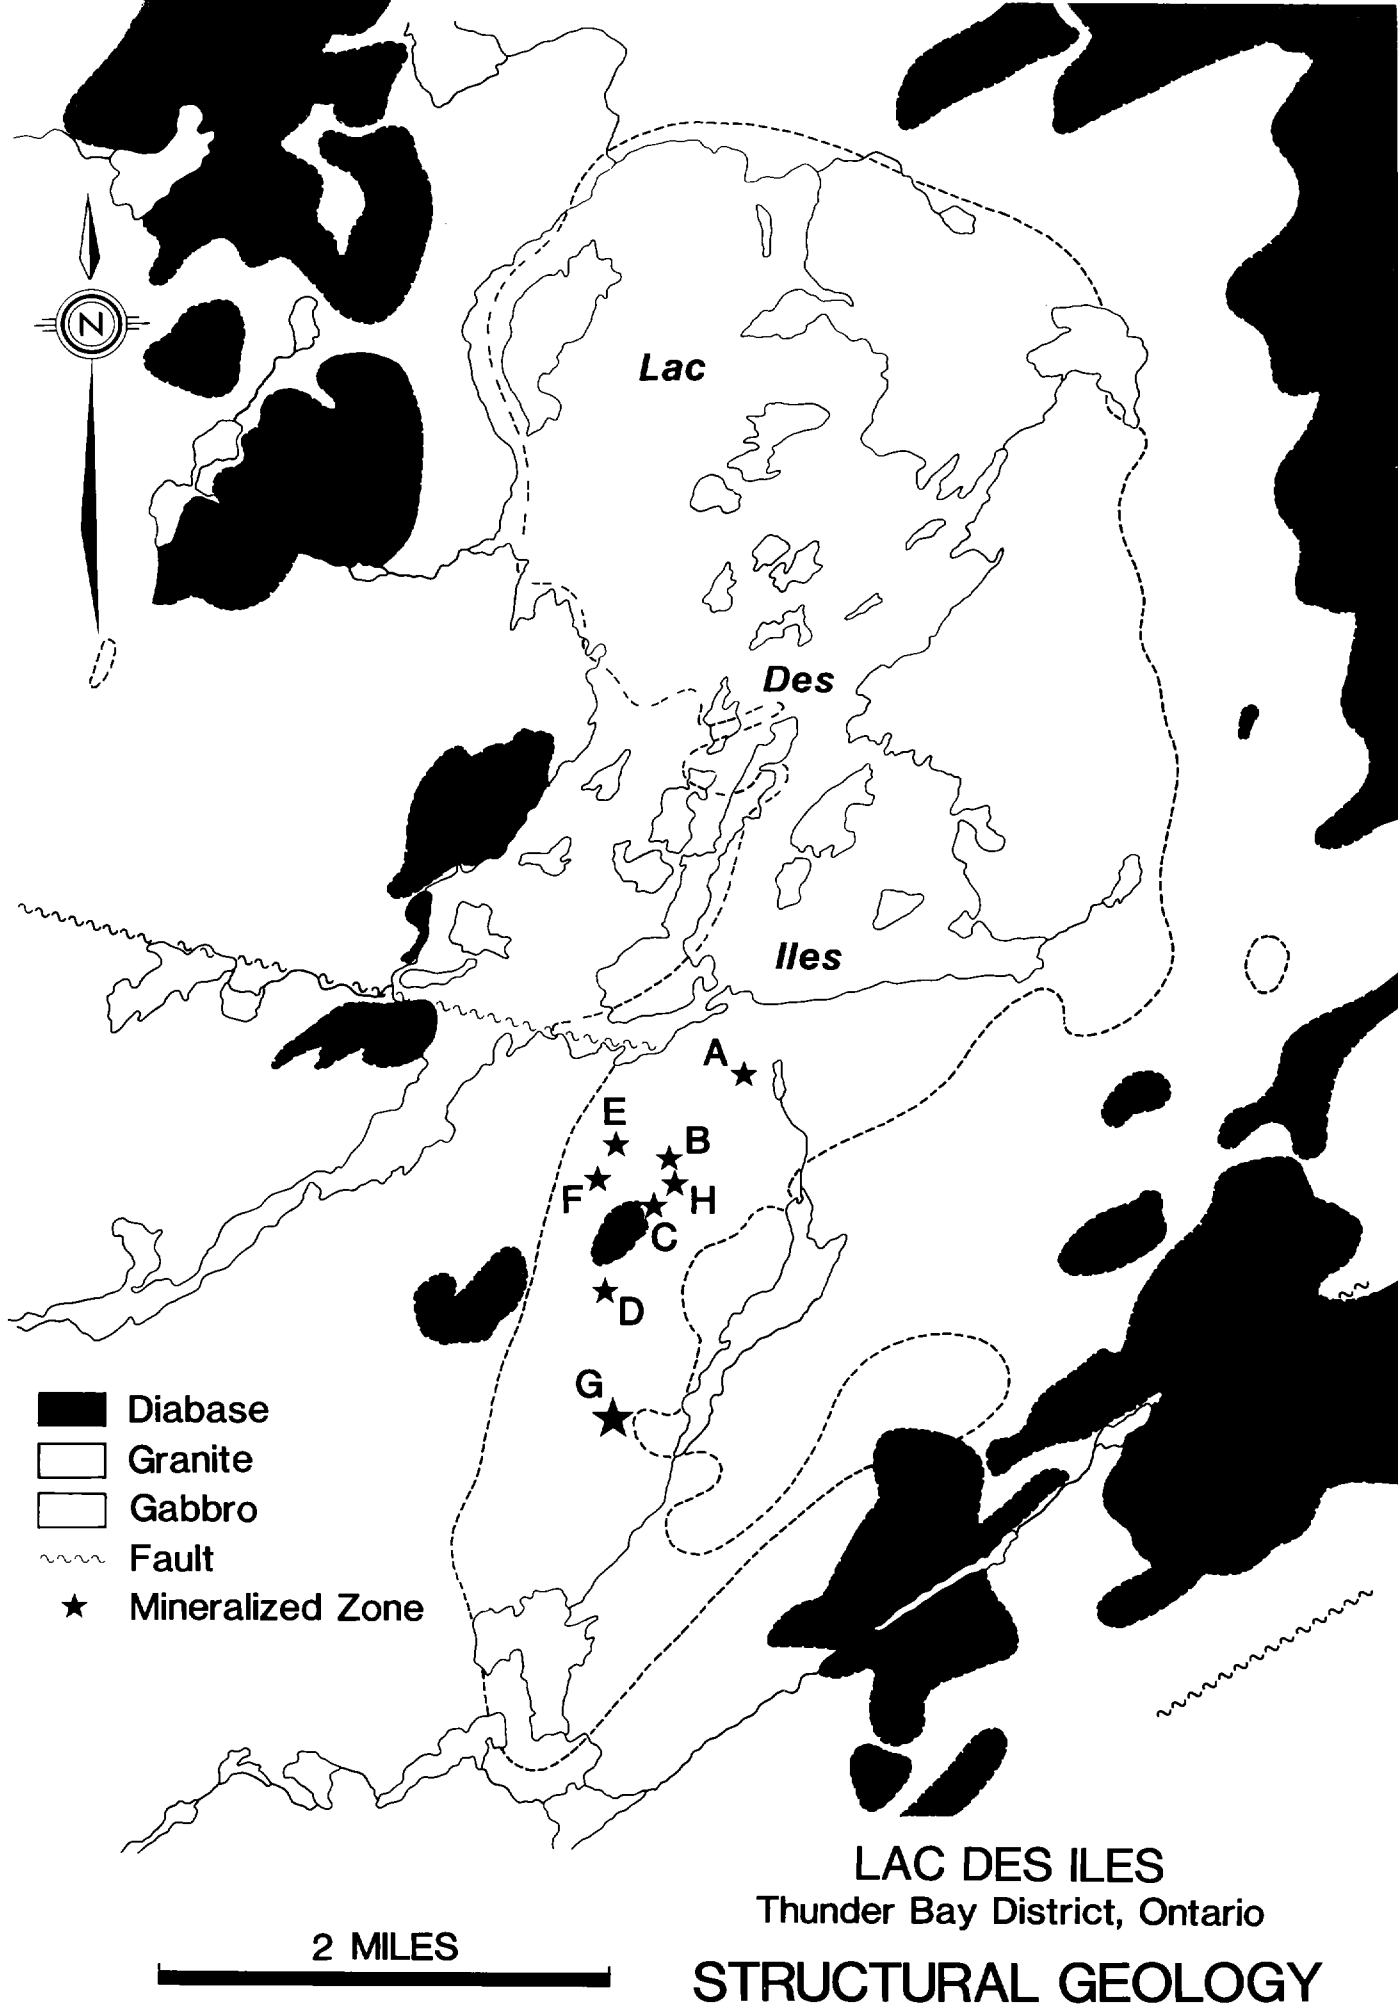 N
Lac
Des
Iles
A
E
B
F
H
C
D
G
Diabase
Granite
Gabbro
Fault
Mineralized Zone
LAC DES ILES
Thunder Bay District, Ontario
2 MILES
STRUCTURAL GEOLOGY